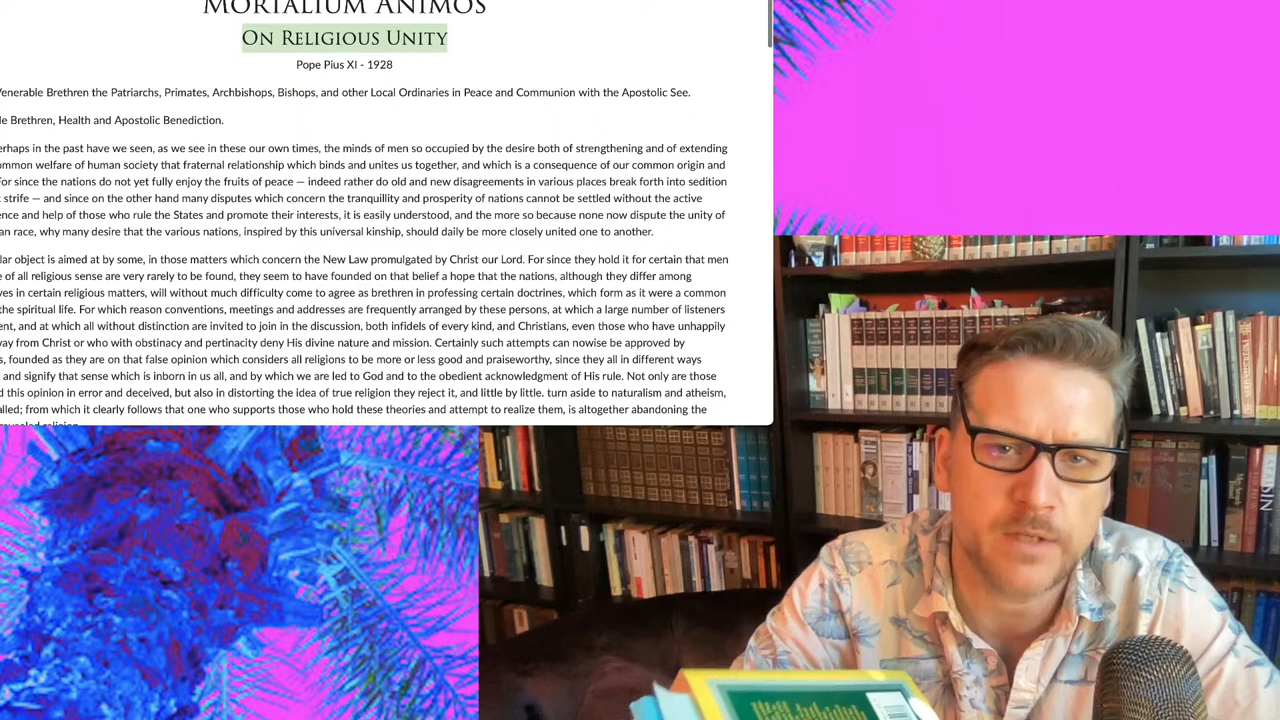 MORTALIUM ANIMOS
ON RELIGIOUS UNITY
Pope Pius XI - 1928
Venerable Brethren the Patriarchs, Primates, Archbishops, Bishops, and other Local Ordinaries in Peace and Communion with the Apostolic See.
le Brethren, Health and Apostolic Benediction.
erhaps in the past have we seen, as we see in these our own times, the minds of men so occupied by the desire both of strengthening and of extending
ommon welfare of human society that fraternal relationship which binds and unites us together, and which is a consequence of our common origin and
For since the nations do not yet fully enjoy the fruits of peace — indeed rather do old and new disagreements in various places break forth into sedition
t strife — and since on the other hand many disputes which concern the tranquillity and prosperity of nations cannot be settled without the active
ence and help of those who rule the States and promote their interests, it is easily understood, and the more so because none now dispute the unity of
an race, why many desire that the various nations, inspired by this universal kinship, should daily be more closely united one to another.
lar object is aimed at by some, in those matters which concern the New Law promulgated by Christ our Lord. For since they hold it for certain that men
e of all religious sense are very rarely to be found, they seem to have founded on that belief a hope that the nations, although they differ among
ves in certain religious matters, will without much difficulty come to agree as brethren in professing certain doctrines, which form as it were a common
the spiritual life. For which reason conventions, meetings and addresses are frequently arranged by these persons, at which a large number of listeners
ent, and at which all without distinction are invited to join in the discussion, both infidels of every kind, and Christians, even those who have unhappily
way from Christ or who with obstinacy and pertinacity deny His divine nature and mission. Certainly such attempts can nowise be approved by
s, founded as they are on that false opinion which considers all religions to be more or less good and praiseworthy, since they all in different ways
and signify that sense which is inborn in us all, and by which we are led to God and to the obedient acknowledgment of His rule. Not only are those
d this opinion in error and deceived, but also in distorting the idea of true religion they reject it, and little by little. turn aside to naturalism and atheism,
alled; from which it clearly follows that one who supports those who hold these theories and attempt to realize them, is altogether abandoning the
revealed religion.